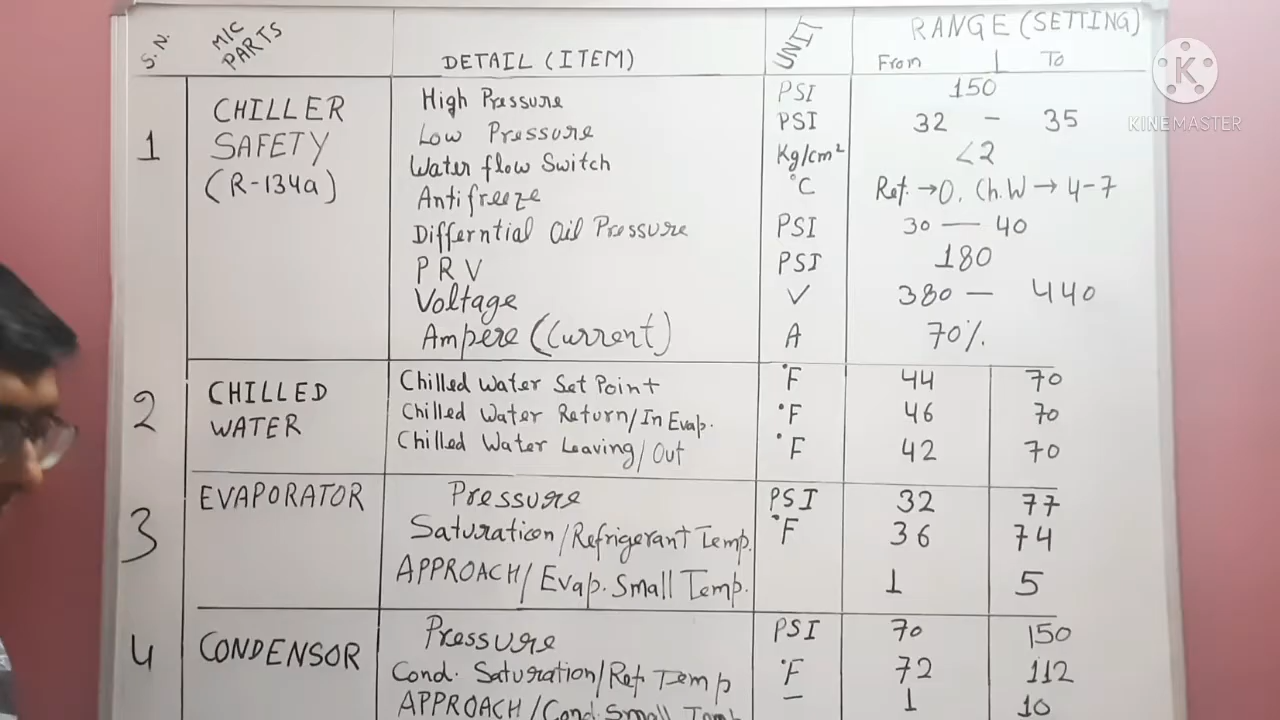 S.N. M/C PARTS DETAIL (ITEM) UNIT RANGE (SETTING)
From | To
1 CHILLER SAFETY (R-134a)
High Pressure PSI 150
Low Pressure PSI 32 - 35
Water flow Switch Kg/cm² <2
Antifreeze °C Ref. → 0. Ch.W → 4-7
Differntial Oil Pressure PSI 30 — 40
PRV PSI 180
Voltage V 380 — 440
Ampere (Current) A 70%.
2 CHILLED WATER
Chilled Water Set Point °F 44 70
Chilled Water Return/In Evap. °F 46 70
Chilled Water Leaving/Out °F 42 70
3 EVAPORATOR
Pressure PSI 32 77
Saturation/Refrigerant Temp. °F 36 74
APPROACH/Evap. Small Temp. 1 5
4 CONDENSOR
Pressure PSI 70 150
Cond. Saturation/Ref. Temp °F 72 112
APPROACH/Cond. Small Temp — 1 10
K
KINEMASTER